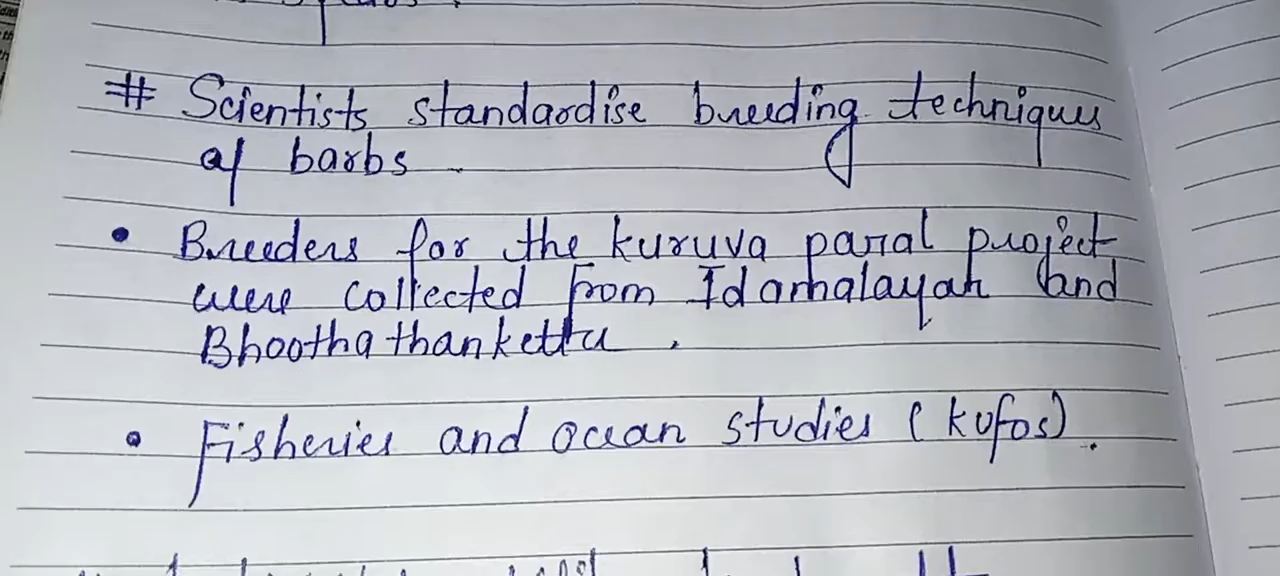 # Scientists standardise breeding techniques
of barbs
• Breeders for the kuruva paral project
were collected from Idamalayah and
Bhoothathankettu.
• Fisheries and ocean studies (kufos).